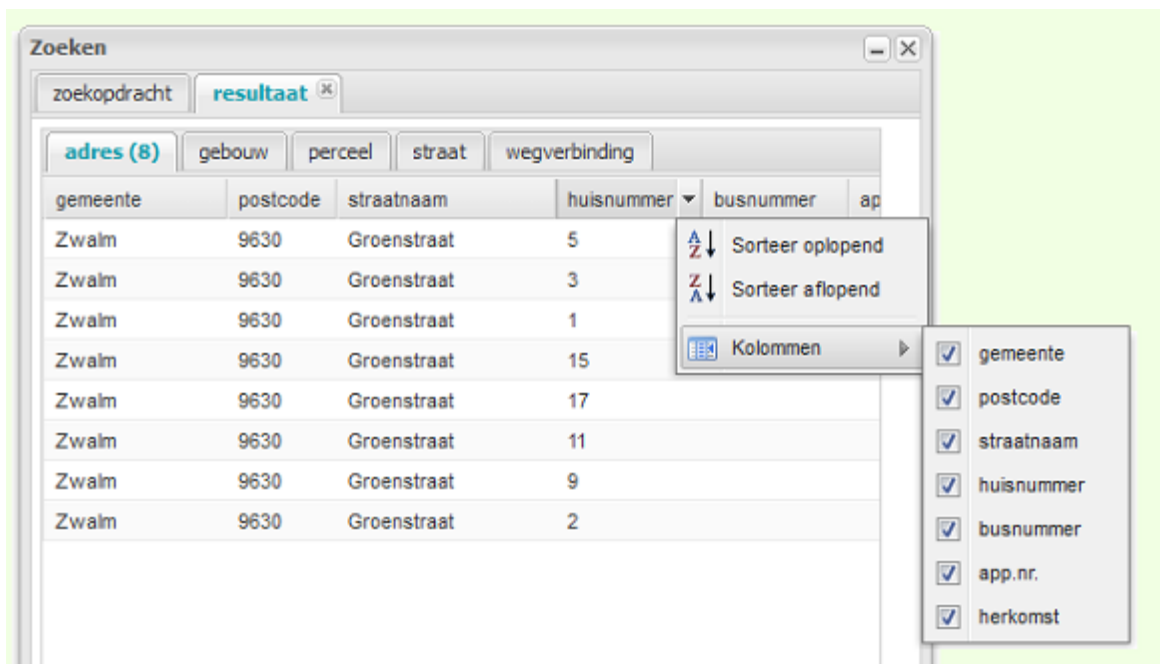 Zoeken
zoekopdracht resultaat
adres (8) gebouw perceel straat wegverbinding
gemeente postcode straatnaam huisnummer busnummer ap
Zwalm 9630 Groenstraat 5
Zwalm 9630 Groenstraat 3
Zwalm 9630 Groenstraat 1
Zwalm 9630 Groenstraat 15
Zwalm 9630 Groenstraat 17
Zwalm 9630 Groenstraat 11
Zwalm 9630 Groenstraat 9
Zwalm 9630 Groenstraat 2
Sorteer oplopend
Sorteer aflopend
Kolommen
gemeente
postcode
straatnaam
huisnummer
busnummer
app.nr.
herkomst